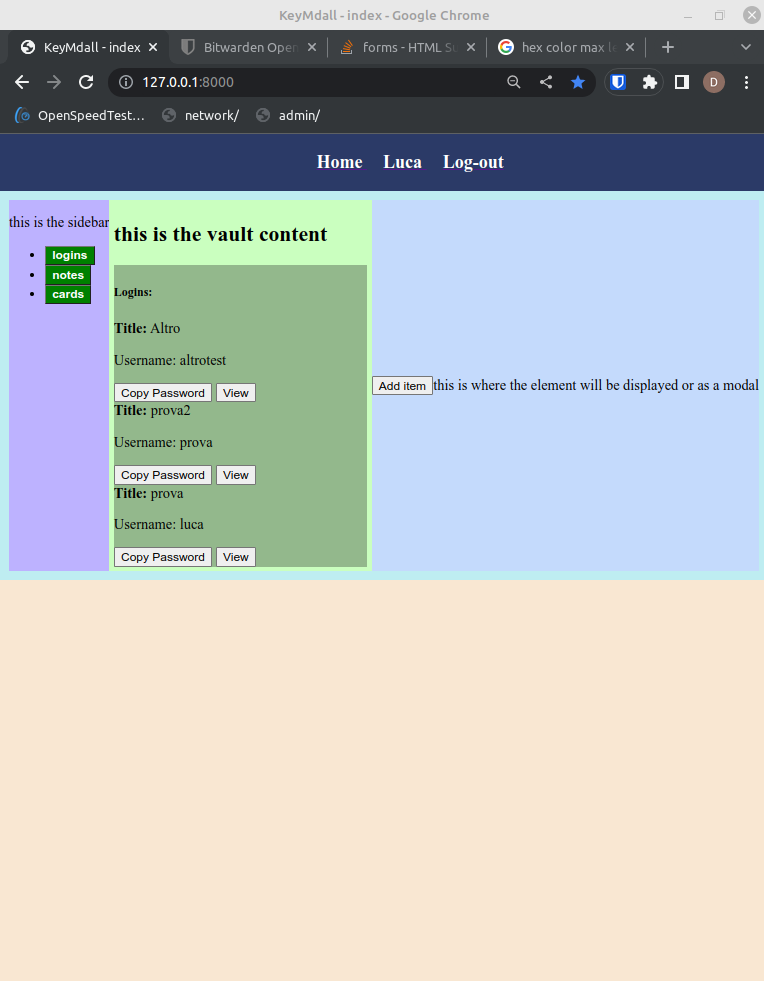 KeyMdall - index - Google Chrome
KeyMdall - index
Bitwarden Open
forms - HTML Su
hex color max le
127.0.0.1:8000
D
OpenSpeedTest...
network/
admin/
Home Luca Log-out
this is the sidebar
logins
notes
cards
this is the vault content
Logins:
Title: Altro
Username: altrotest
Copy Password View
Title: prova2
Username: prova
Copy Password View
Title: prova
Username: luca
Copy Password View
Add item this is where the element will be displayed or as a modal